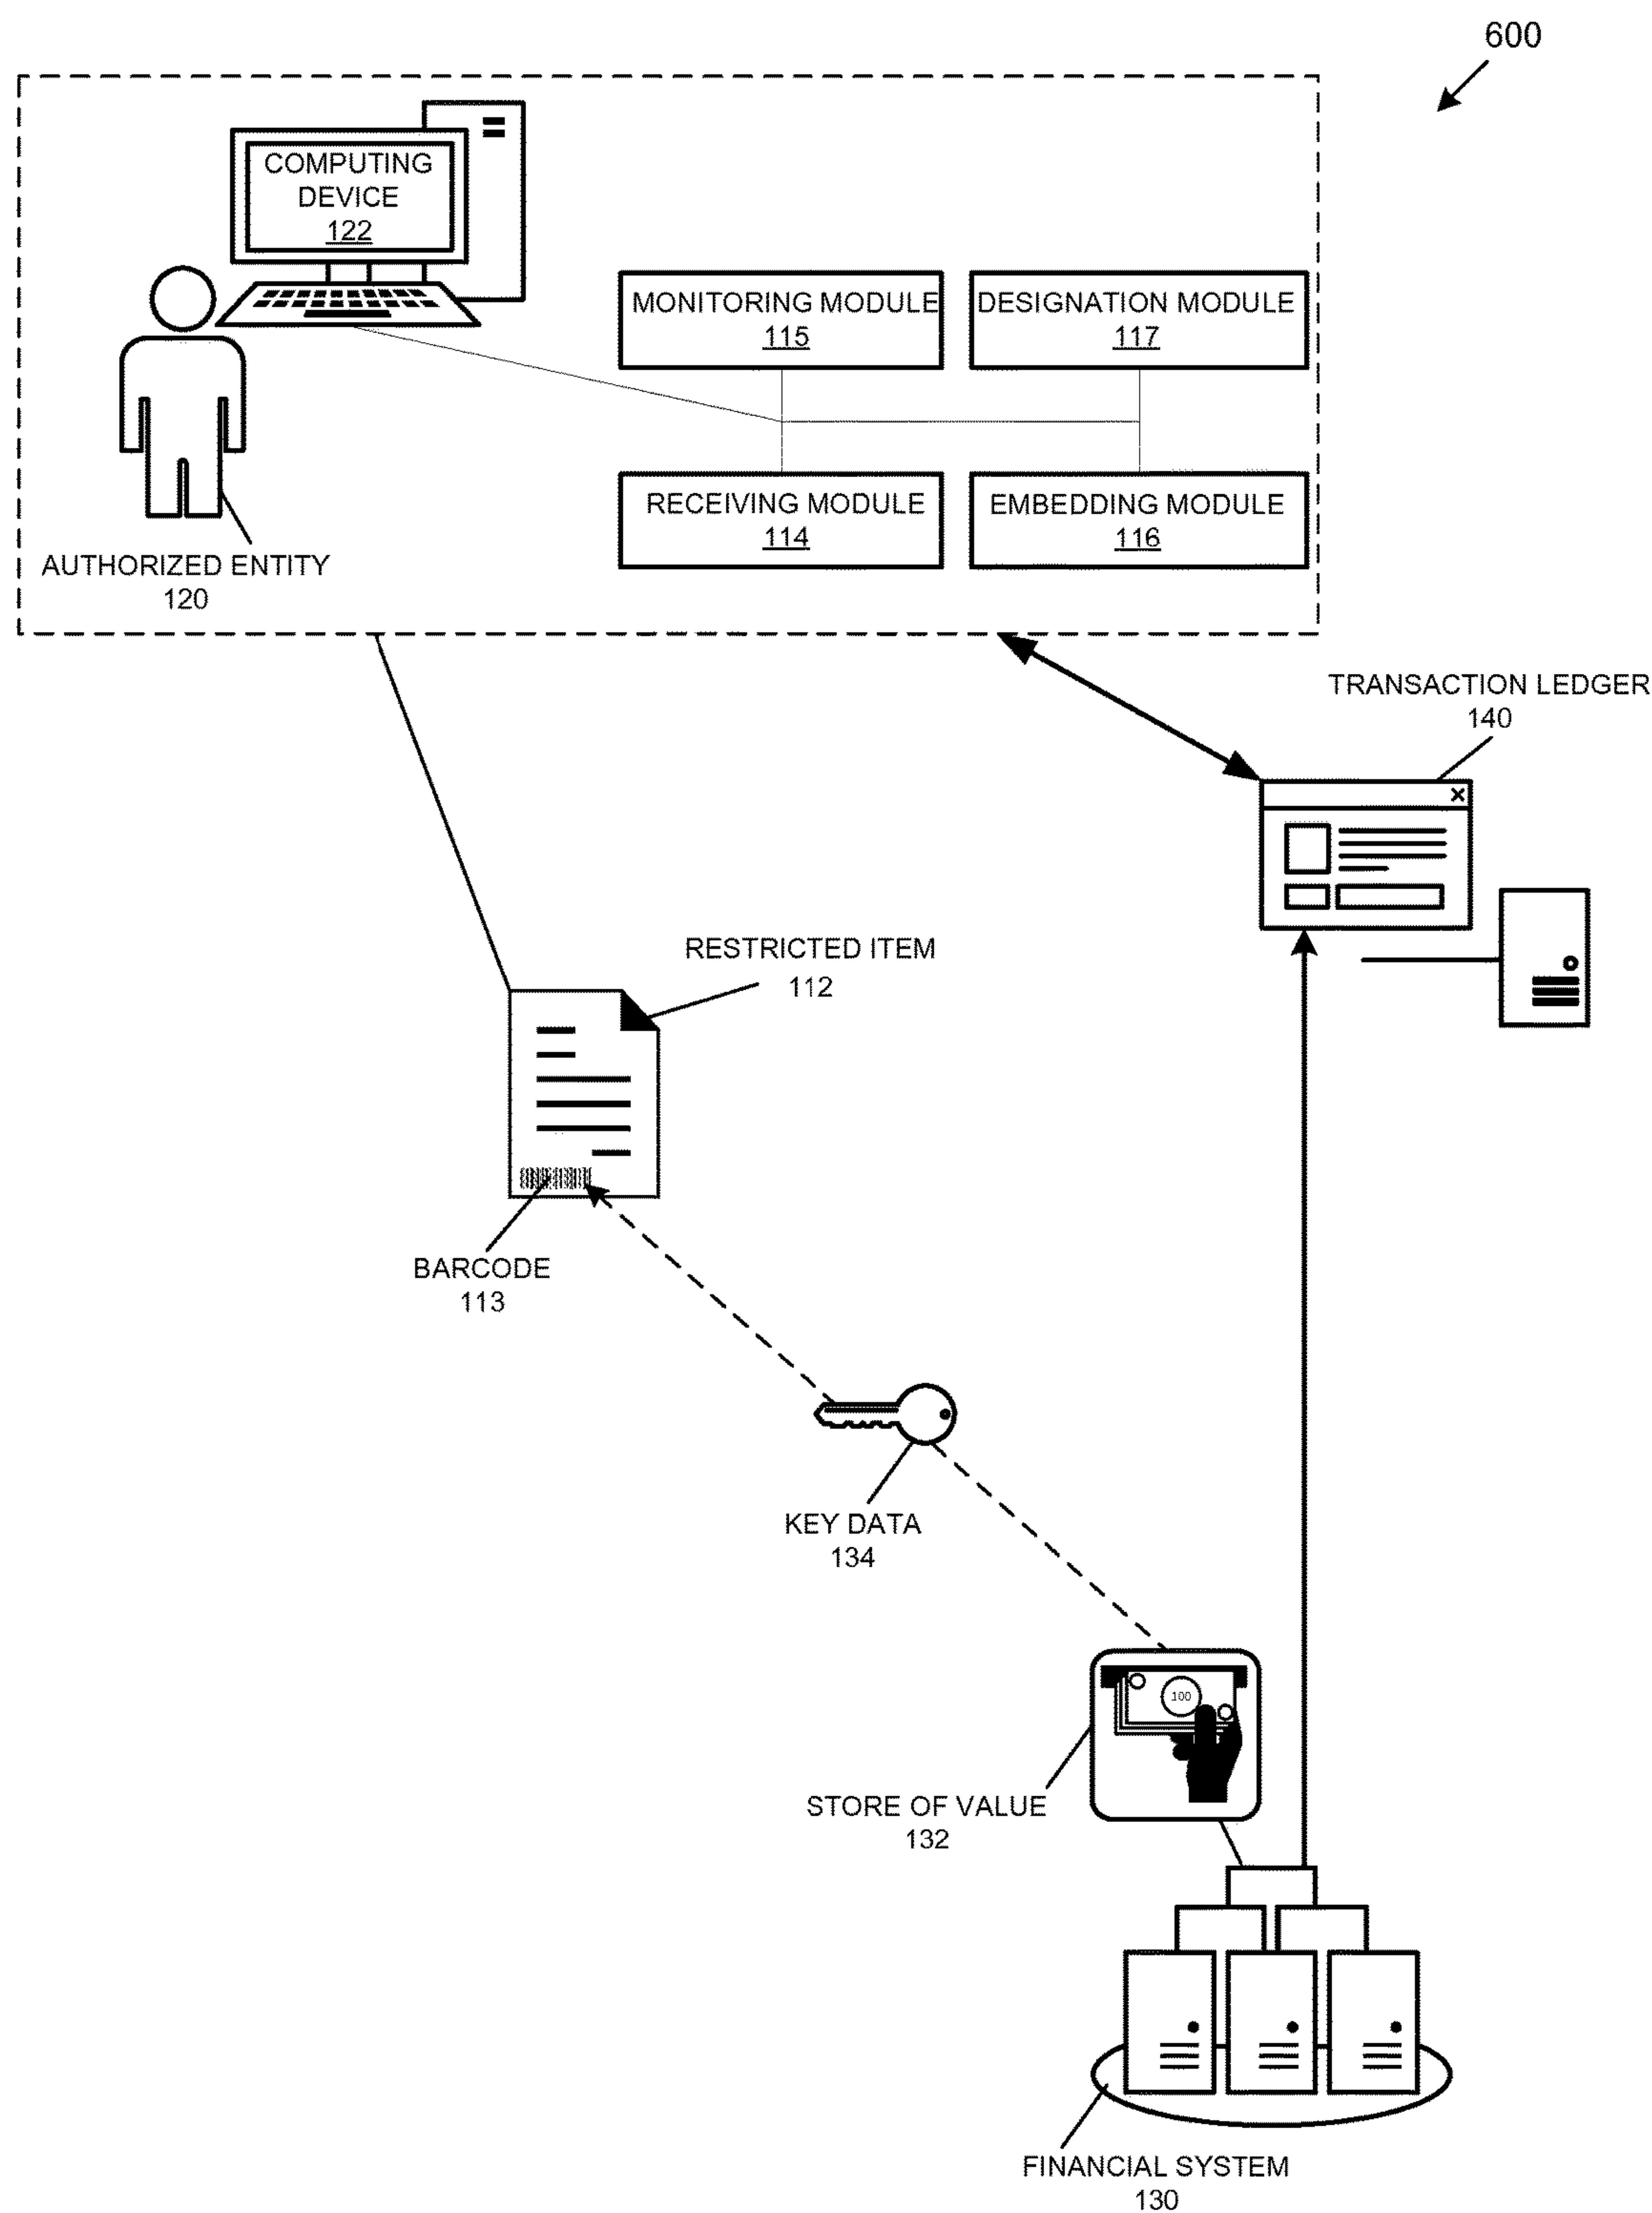 600
COMPUTING
DEVICE
122
MONITORING MODULE
115
DESIGNATION MODULE
117
RECEIVING MODULE
114
EMBEDDING MODULE
116
AUTHORIZED ENTITY
120
TRANSACTION LEDGER
140
RESTRICTED ITEM
112
BARCODE
113
KEY DATA
134
100
STORE OF VALUE
132
FINANCIAL SYSTEM
130